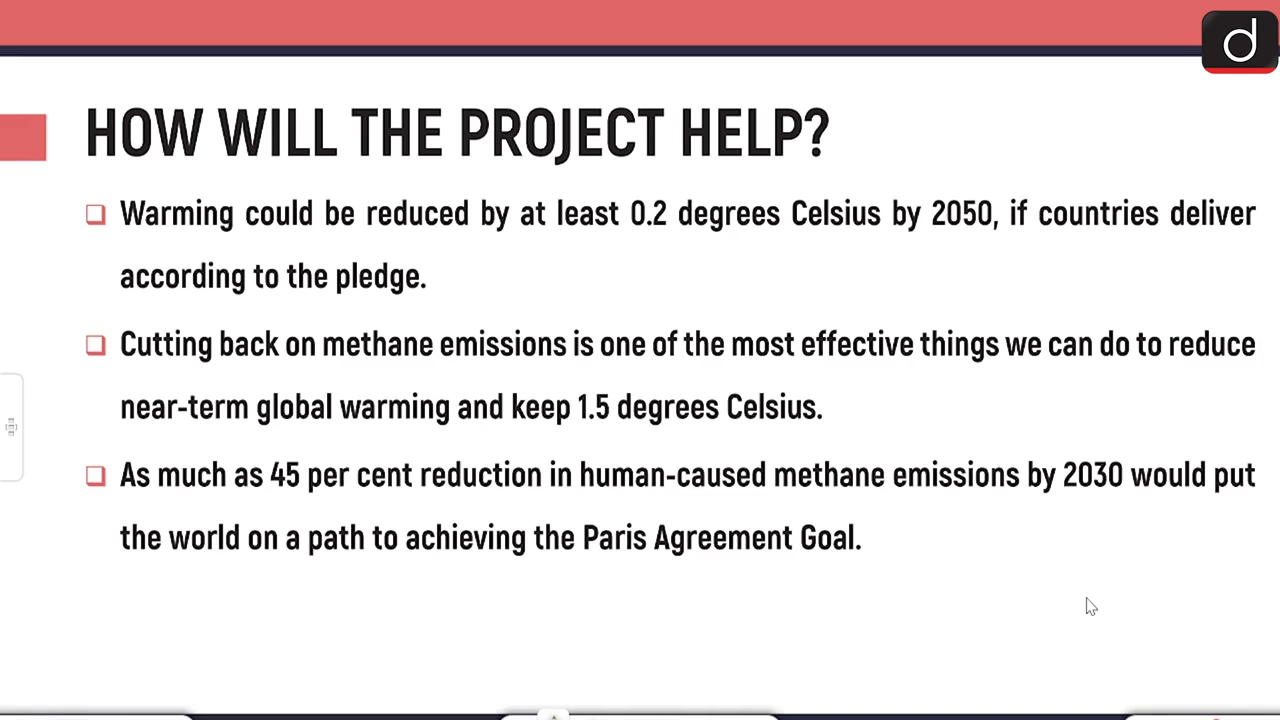 d
HOW WILL THE PROJECT HELP?
Warming could be reduced by at least 0.2 degrees Celsius by 2050, if countries deliver
according to the pledge.
Cutting back on methane emissions is one of the most effective things we can do to reduce
near-term global warming and keep 1.5 degrees Celsius.
As much as 45 per cent reduction in human-caused methane emissions by 2030 would put
the world on a path to achieving the Paris Agreement Goal.